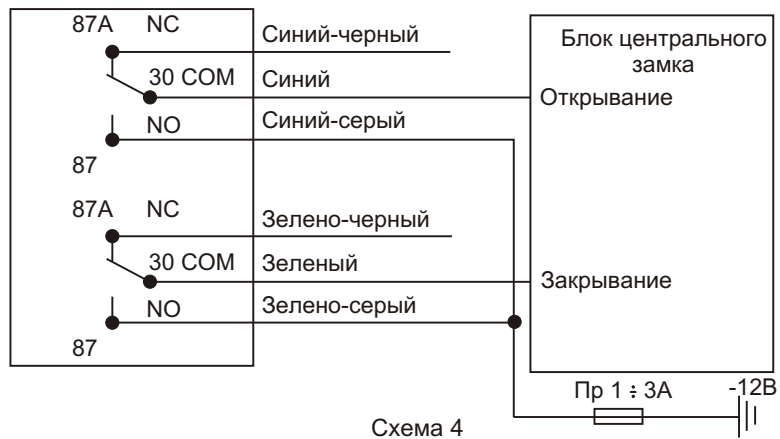 87A NC
Синий-черный
30 COM
Синий
NO
Синий-серый
87
87A NC
Зелено-черный
30 COM
Зеленый
NO
Зелено-серый
87
Блок центрального
замка
Открывание
Закрывание
Пр 1 ÷ 3А
-12В
Схема 4